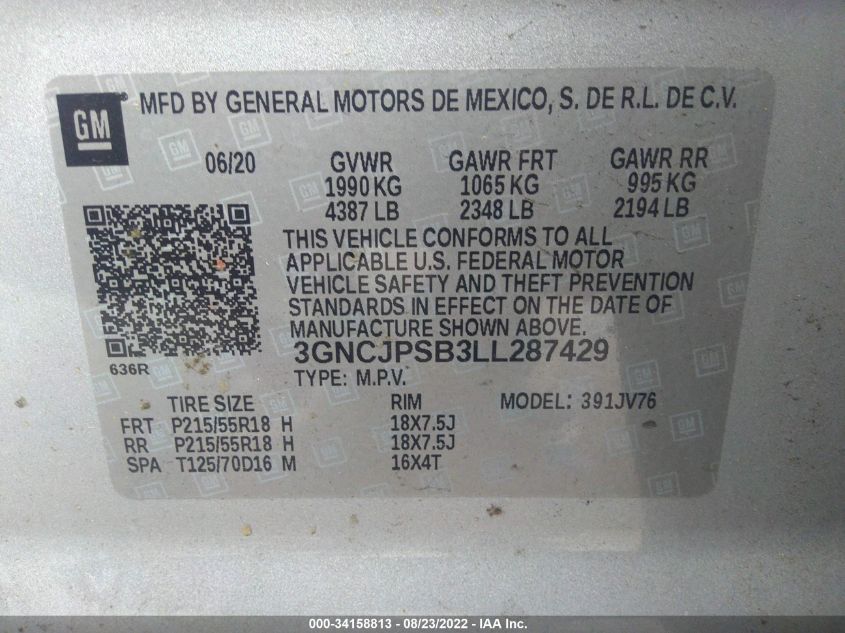 GM
MFD BY GENERAL MOTORS DE MEXICO, S. DE R.L. DE C.V.
06/20 GVWR GAWR FRT GAWR RR
1990 KG 1065 KG 995 KG
4387 LB 2348 LB 2194 LB
THIS VEHICLE CONFORMS TO ALL
APPLICABLE U.S. FEDERAL MOTOR
VEHICLE SAFETY AND THEFT PREVENTION
STANDARDS IN EFFECT ON THE DATE OF
MANUFACTURE SHOWN ABOVE.
3GNCJPSB3LL287429
636R
TYPE: M.P.V.
TIRE SIZE RIM MODEL: 391JV76
FRT P215/55R18 H 18X7.5J
RR P215/55R18 H 18X7.5J
SPA T125/70D16 M 16X4T
000-34158813 - 08/23/2022 - IAA Inc.